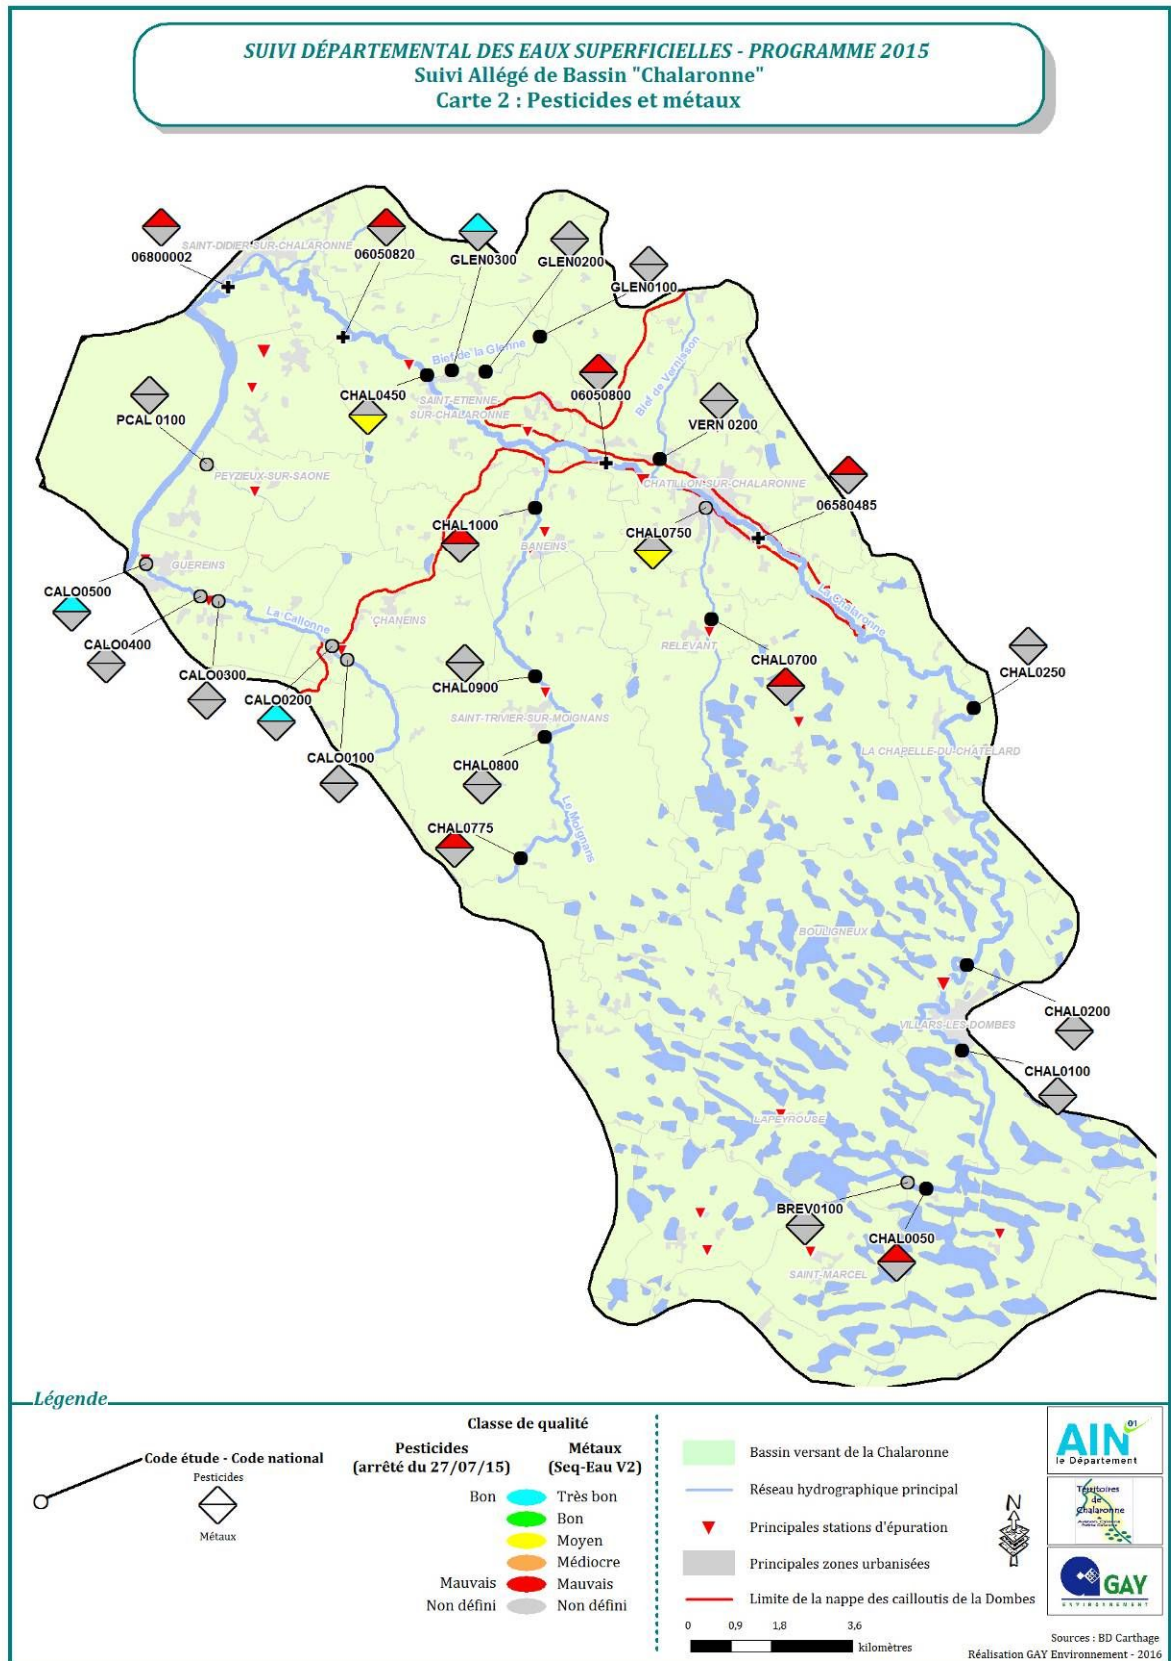 SUIVI DÉPARTEMENTAL DES EAUX SUPERFICIELLES - PROGRAMME 2015
Suivi Allégé de Bassin "Chalaronne"
Carte 2 : Pesticides et métaux
SAINT-DIDIER-SUR-CHALARONNE
06800002
06050820
GLEN0300
GLEN0200
GLEN0100
Bief de la Glenne
Bief de Vernisson
CHAL0450
SAINT-ETIENNE
SUR-CHALARONNE
06050800
VERN 0200
PCAL 0100
PEYZIEUX-SUR-SAONE
CHATILLON SUR-CHALARONNE
06580485
CHAL1000
BANEINS
CHAL0750
GUEREINS
CALO0500
La Callonne
CHANEINS
La Chalaronne
CALO0400
RELEVANT
CHAL0700
CHAL0250
CALO0300
CALO0200
CHAL0900
SAINT-TRIVIER-SUR-MOIGNANS
LA CHAPELLE-DU-CHATELARD
CALO0100
CHAL0800
Le Moignans
CHAL0775
BOULIGNEUX
CHAL0200
VILLARS-LES-DOMBES
CHAL0100
LAPEYROUSE
BREV0100
CHAL0050
SAINT-MARCEL
Légende
Code étude - Code national
Pesticides
Métaux
Classe de qualité
Pesticides Métaux
(arrêté du 27/07/15) (Seq-Eau V2)
Bon Très bon
Bon
Moyen
Médiocre
Mauvais Mauvais
Non défini Non défini
Bassin versant de la Chalaronne
Réseau hydrographique principal
Principales stations d'épuration
Principales zones urbanisées
Limite de la nappe des cailloutis de la Dombes
0 0,9 1,8 3,6
kilomètres
N
AIN 01
le Département
Territoires
de
Chalaronne
GAY
ENVIRONNEMENT
Sources : BD Carthage
Réalisation GAY Environnement - 2016